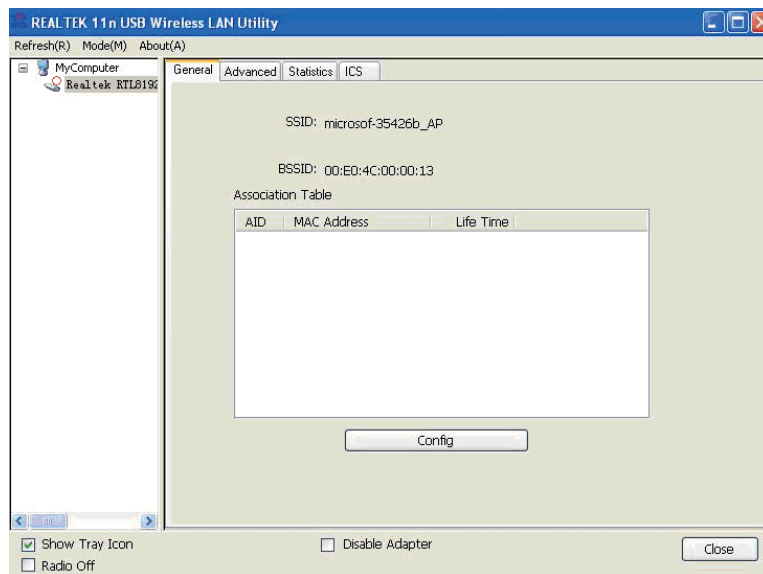 REALTEK 11n USB Wireless LAN Utility
Refresh(R) Mode(M) About(A)
MyComputer
Realtek RTL8192
General Advanced Statistics ICS
SSID: microsof-35426b_AP
BSSID: 00:E0:4C:00:00:13
Association Table
AID MAC Address Life Time
Config
Show Tray Icon
Disable Adapter
Radio Off
Close